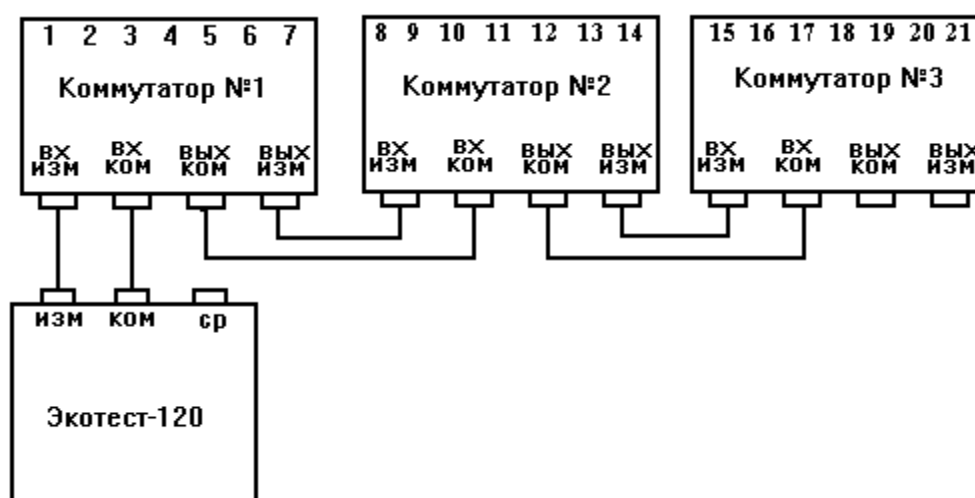 1 2 3 4 5 6 7
Коммутатор №1
ВХ ИЗМ
ВХ КОМ
ВЫХ КОМ
ВЫХ ИЗМ
8 9 10 11 12 13 14
Коммутатор №2
ВХ ИЗМ
ВХ КОМ
ВЫХ КОМ
ВЫХ ИЗМ
15 16 17 18 19 20 21
Коммутатор №3
ВХ ИЗМ
ВХ КОМ
ВЫХ КОМ
ВЫХ ИЗМ
ИЗМ КОМ ср
Экотест-120